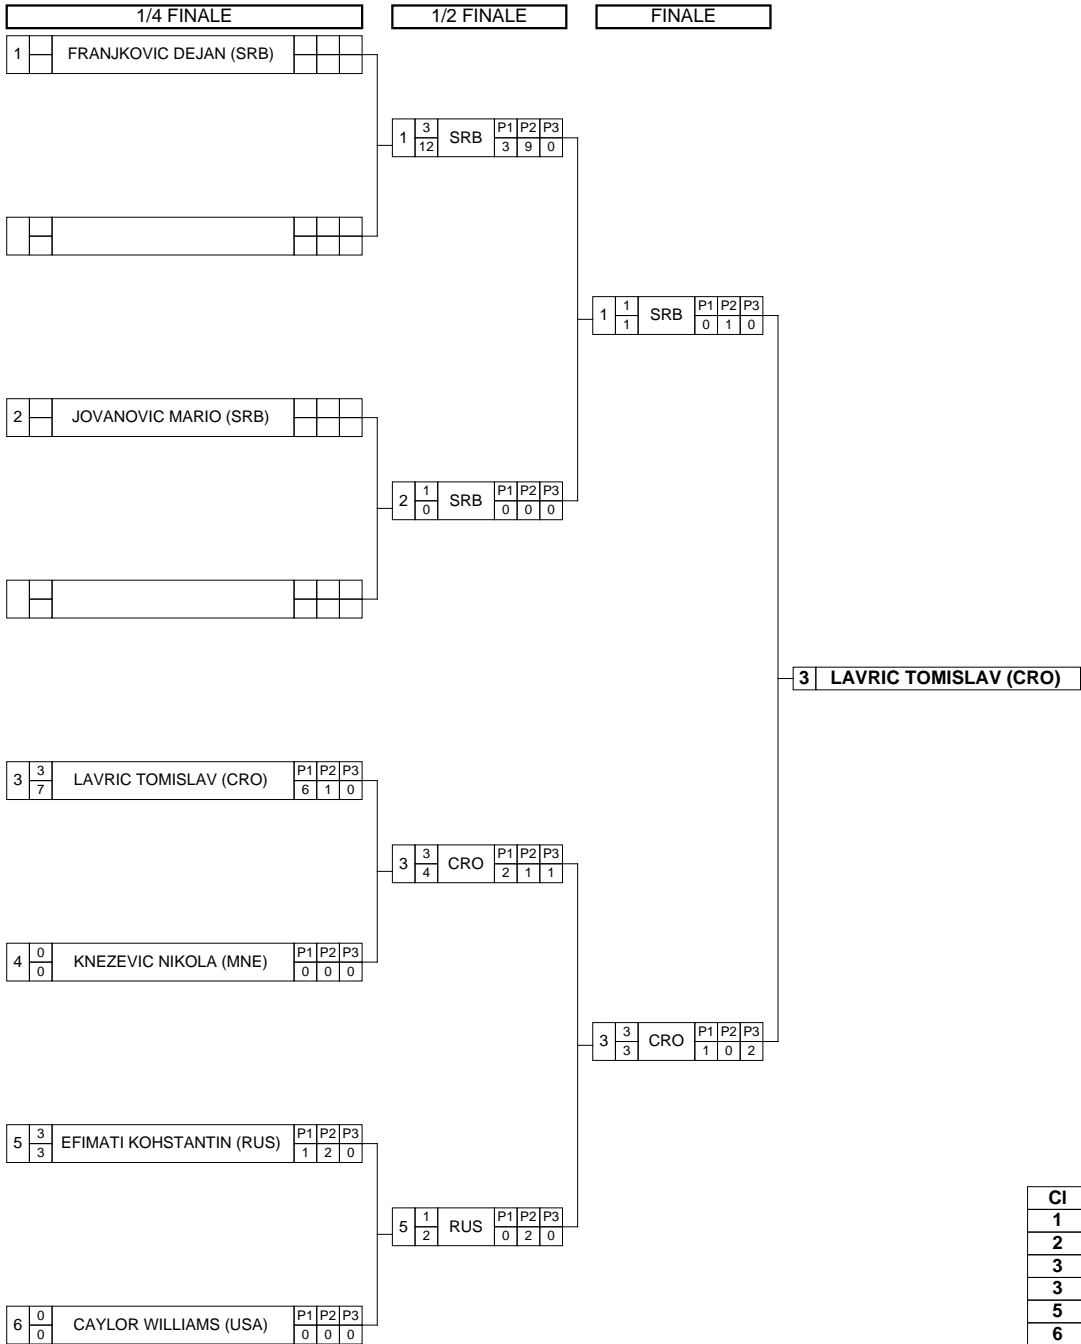 1/4 FINALE 1/2 FINALE FINALE
1 FRANJKOVIC DEJAN (SRB)
1 3 SRB P1 P2 P3
12 3 9 0
1 1 SRB P1 P2 P3
1 0 1 0
2 JOVANOVIC MARIO (SRB)
2 1 SRB P1 P2 P3
0 0 0 0
3 LAVRIC TOMISLAV (CRO)
3 3 LAVRIC TOMISLAV (CRO) P1 P2 P3
7 6 1 0
3 3 CRO P1 P2 P3
4 2 1 1
4 0 KNEZEVIC NIKOLA (MNE) P1 P2 P3
0 0 0 0
3 3 CRO P1 P2 P3
3 1 0 2
5 3 EFIMATI KOHSTANTIN (RUS) P1 P2 P3
3 1 2 0
5 1 RUS P1 P2 P3
2 0 2 0
6 0 CAYLOR WILLIAMS (USA) P1 P2 P3
0 0 0 0
Cl
1
2
3
3
5
6